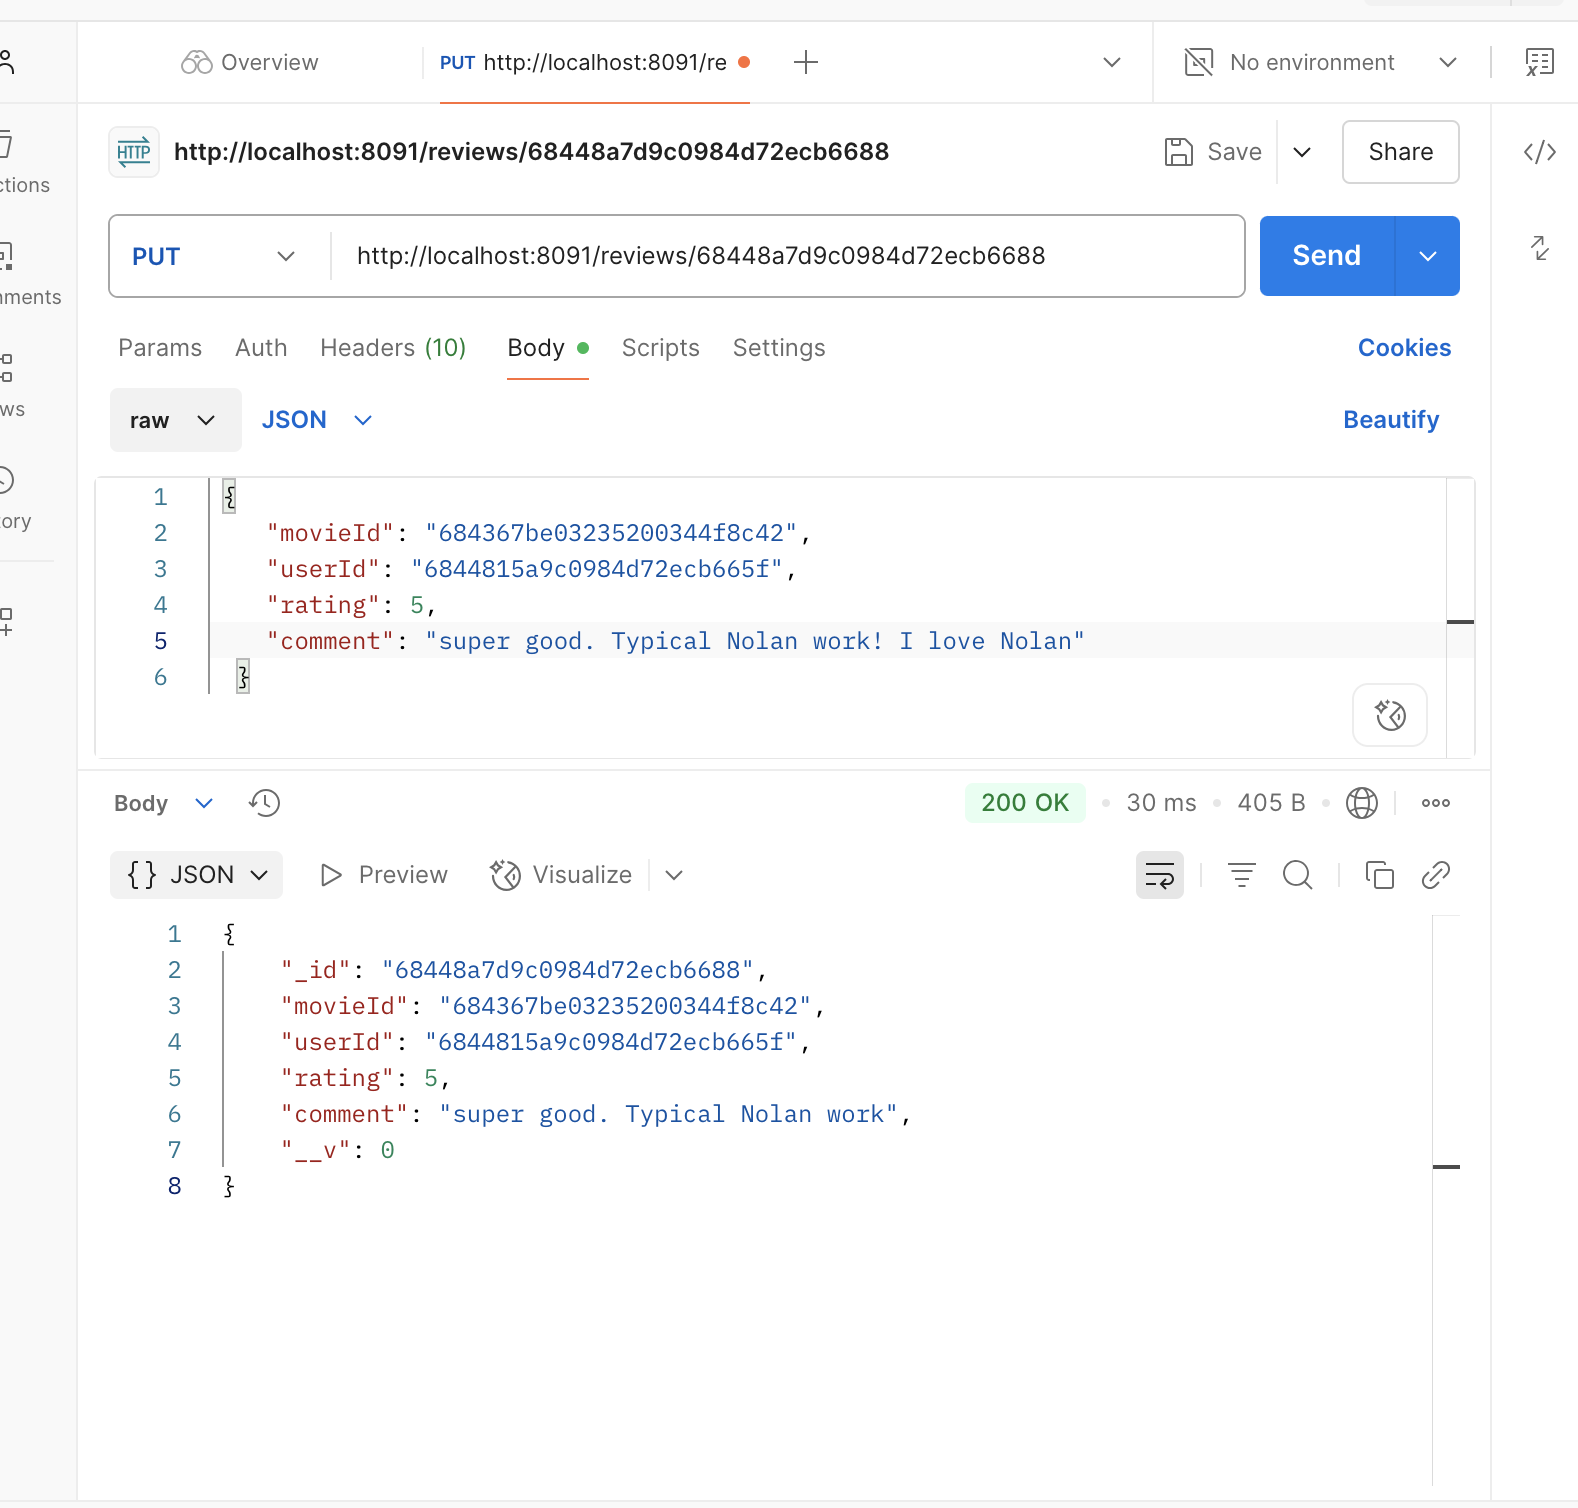 Overview
PUT http://localhost:8091/re
No environment
HTTP http://localhost:8091/reviews/68448a7d9c0984d72ecb6688
Save
Share
ctions
PUT
http://localhost:8091/reviews/68448a7d9c0984d72ecb6688
Send
nments
Params Auth Headers (10) Body Scripts Settings
Cookies
ws
raw JSON
Beautify
ory
1 {
2 "movieId": "684367be03235200344f8c42",
3 "userId": "6844815a9c0984d72ecb665f",
4 "rating": 5,
5 "comment": "super good. Typical Nolan work! I love Nolan"
6 }
Body
200 OK • 30 ms • 405 B
{} JSON Preview Visualize
1 {
2 "_id": "68448a7d9c0984d72ecb6688",
3 "movieId": "684367be03235200344f8c42",
4 "userId": "6844815a9c0984d72ecb665f",
5 "rating": 5,
6 "comment": "super good. Typical Nolan work",
7 "__v": 0
8 }